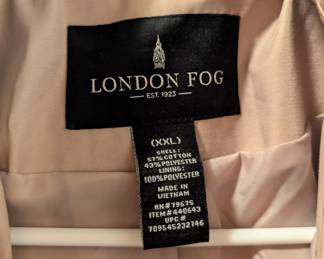 LONDON FOG
EST. 1923
(XXL)
SHELL:
57% COTTON
43% POLYESTER
LINING:
100% POLYESTER
MADE IN
VIETNAM
RN# 79675
ITEM# 440643
UPC #
709545232146